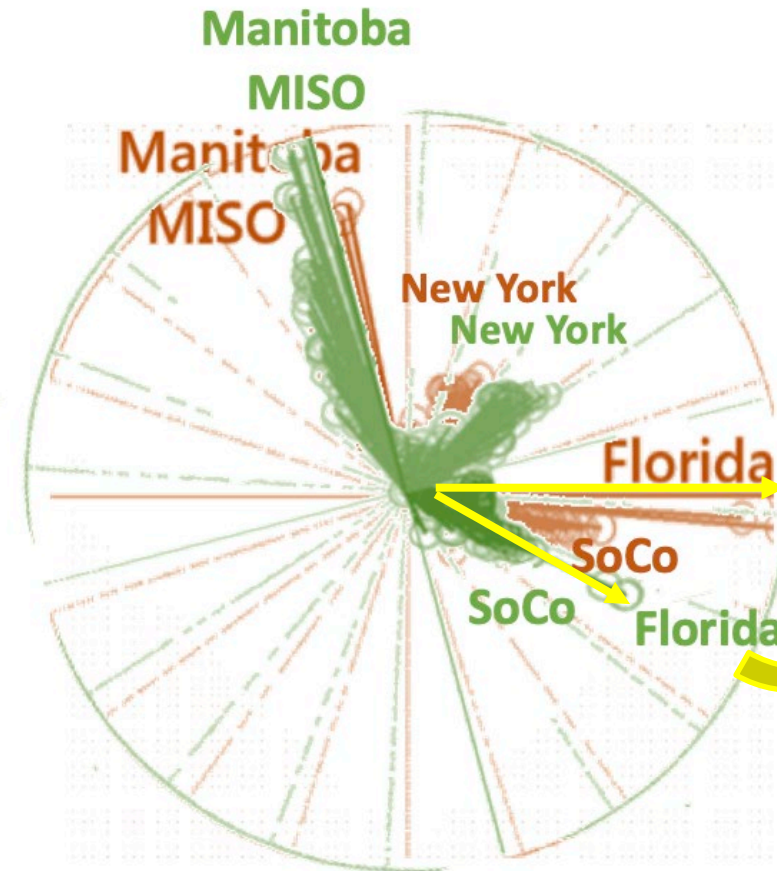 Manitoba
MISO
Manitoba
MISO
New York
New York
Florida
SoCo
SoCo
Florida